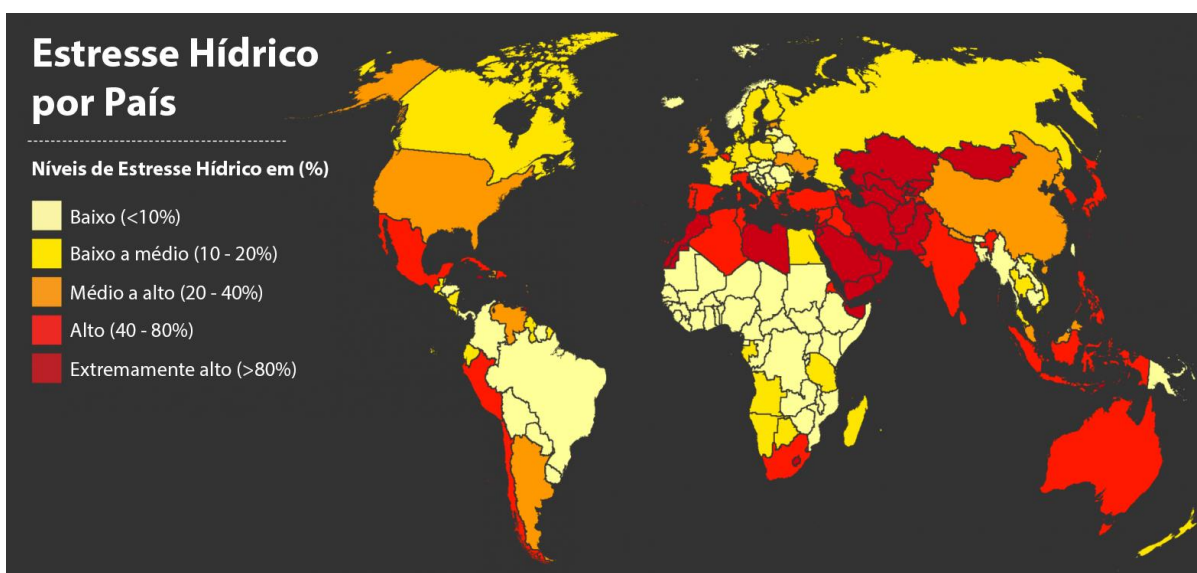 Estresse Hídrico
por País
Níveis de Estresse Hídrico em (%)
Baixo (<10%)
Baixo a médio (10 - 20%)
Médio a alto (20 - 40%)
Alto (40 - 80%)
Extremamente alto (>80%)